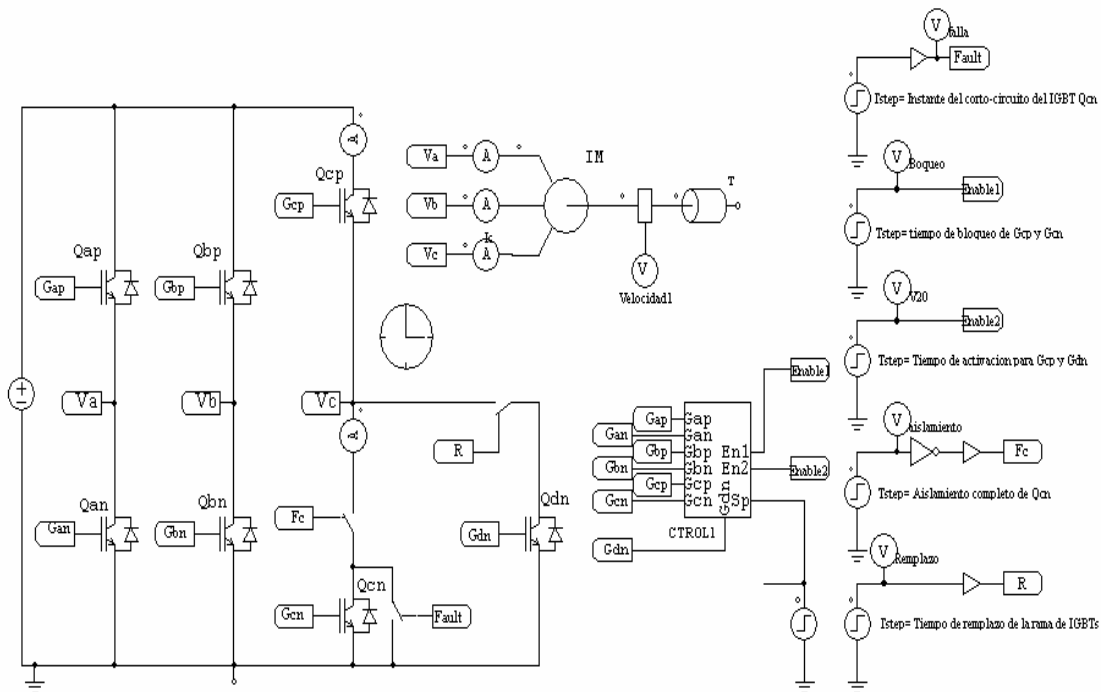 V
falla
Fault
Tstep= Instante del corto-circuito del IGBT Qcn
A
Qcp
Gcp
Va
A
IM
Vb
A
k
Vc
A
T
V
Velocidad1
V
Boqueo
Enable1
Tstep= tiempo de bloqueo de Gcp y Gcn
Qap
Gap
Qbp
Gbp
V
V20
Enable2
Tstep= Tiempo de activacion para Gcp y Gdn
Va
Vb
Vc
A
R
Enable1
Gap
Gan
Gbp
Gbn
Gcp
Gcn
Gap
Gan
Gbp
Gbn
Gcp
Gcn
En1
En2
Sp
Gdn
Enable2
CTROL1
Gdn
V
aislamiento
Fc
Tstep= Aislamiento completo de Qcn
Qan
Gan
Qbn
Gbn
Fc
Qdn
Gdn
Qcn
Gcn
Fault
V
Remplazo
R
Tstep= Tiempo de remplazo de la rama de IGBTs